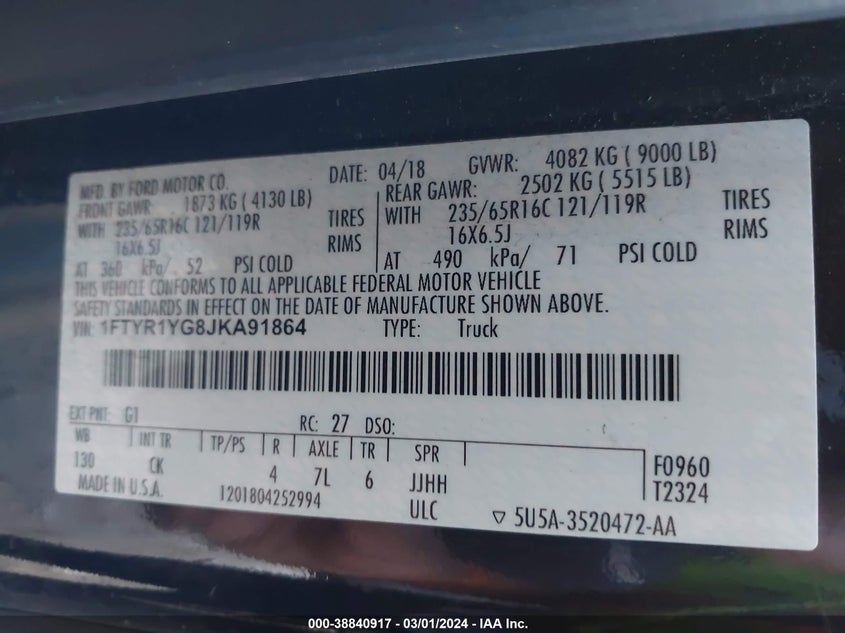 MFD. BY FORD MOTOR CO. DATE: 04/18 GVWR: 4082 KG ( 9000 LB)
FRONT GAWR: 1873 KG ( 4130 LB)
WITH 235/65R16C 121/119R TIRES
16X6.5J RIMS
AT 360 kPa/ 52 PSI COLD
REAR GAWR: 2502 KG ( 5515 LB)
WITH 235/65R16C 121/119R TIRES
16X6.5J RIMS
AT 490 kPa/ 71 PSI COLD
THIS VEHICLE CONFORMS TO ALL APPLICABLE FEDERAL MOTOR VEHICLE
SAFETY STANDARDS IN EFFECT ON THE DATE OF MANUFACTURE SHOWN ABOVE.
VIN: 1FTYR1YG8JKA91864 TYPE: Truck
EXT PNT: G1 RC: 27 DSO:
WB INT TR TP/PS R AXLE TR SPR
130 CK 4 7L 6 JJHH F0960
MADE IN U.S.A. 1201804252994 ULC T2324
▽ 5U5A-3520472-AA
000-38840917 - 03/01/2024 - IAA Inc.